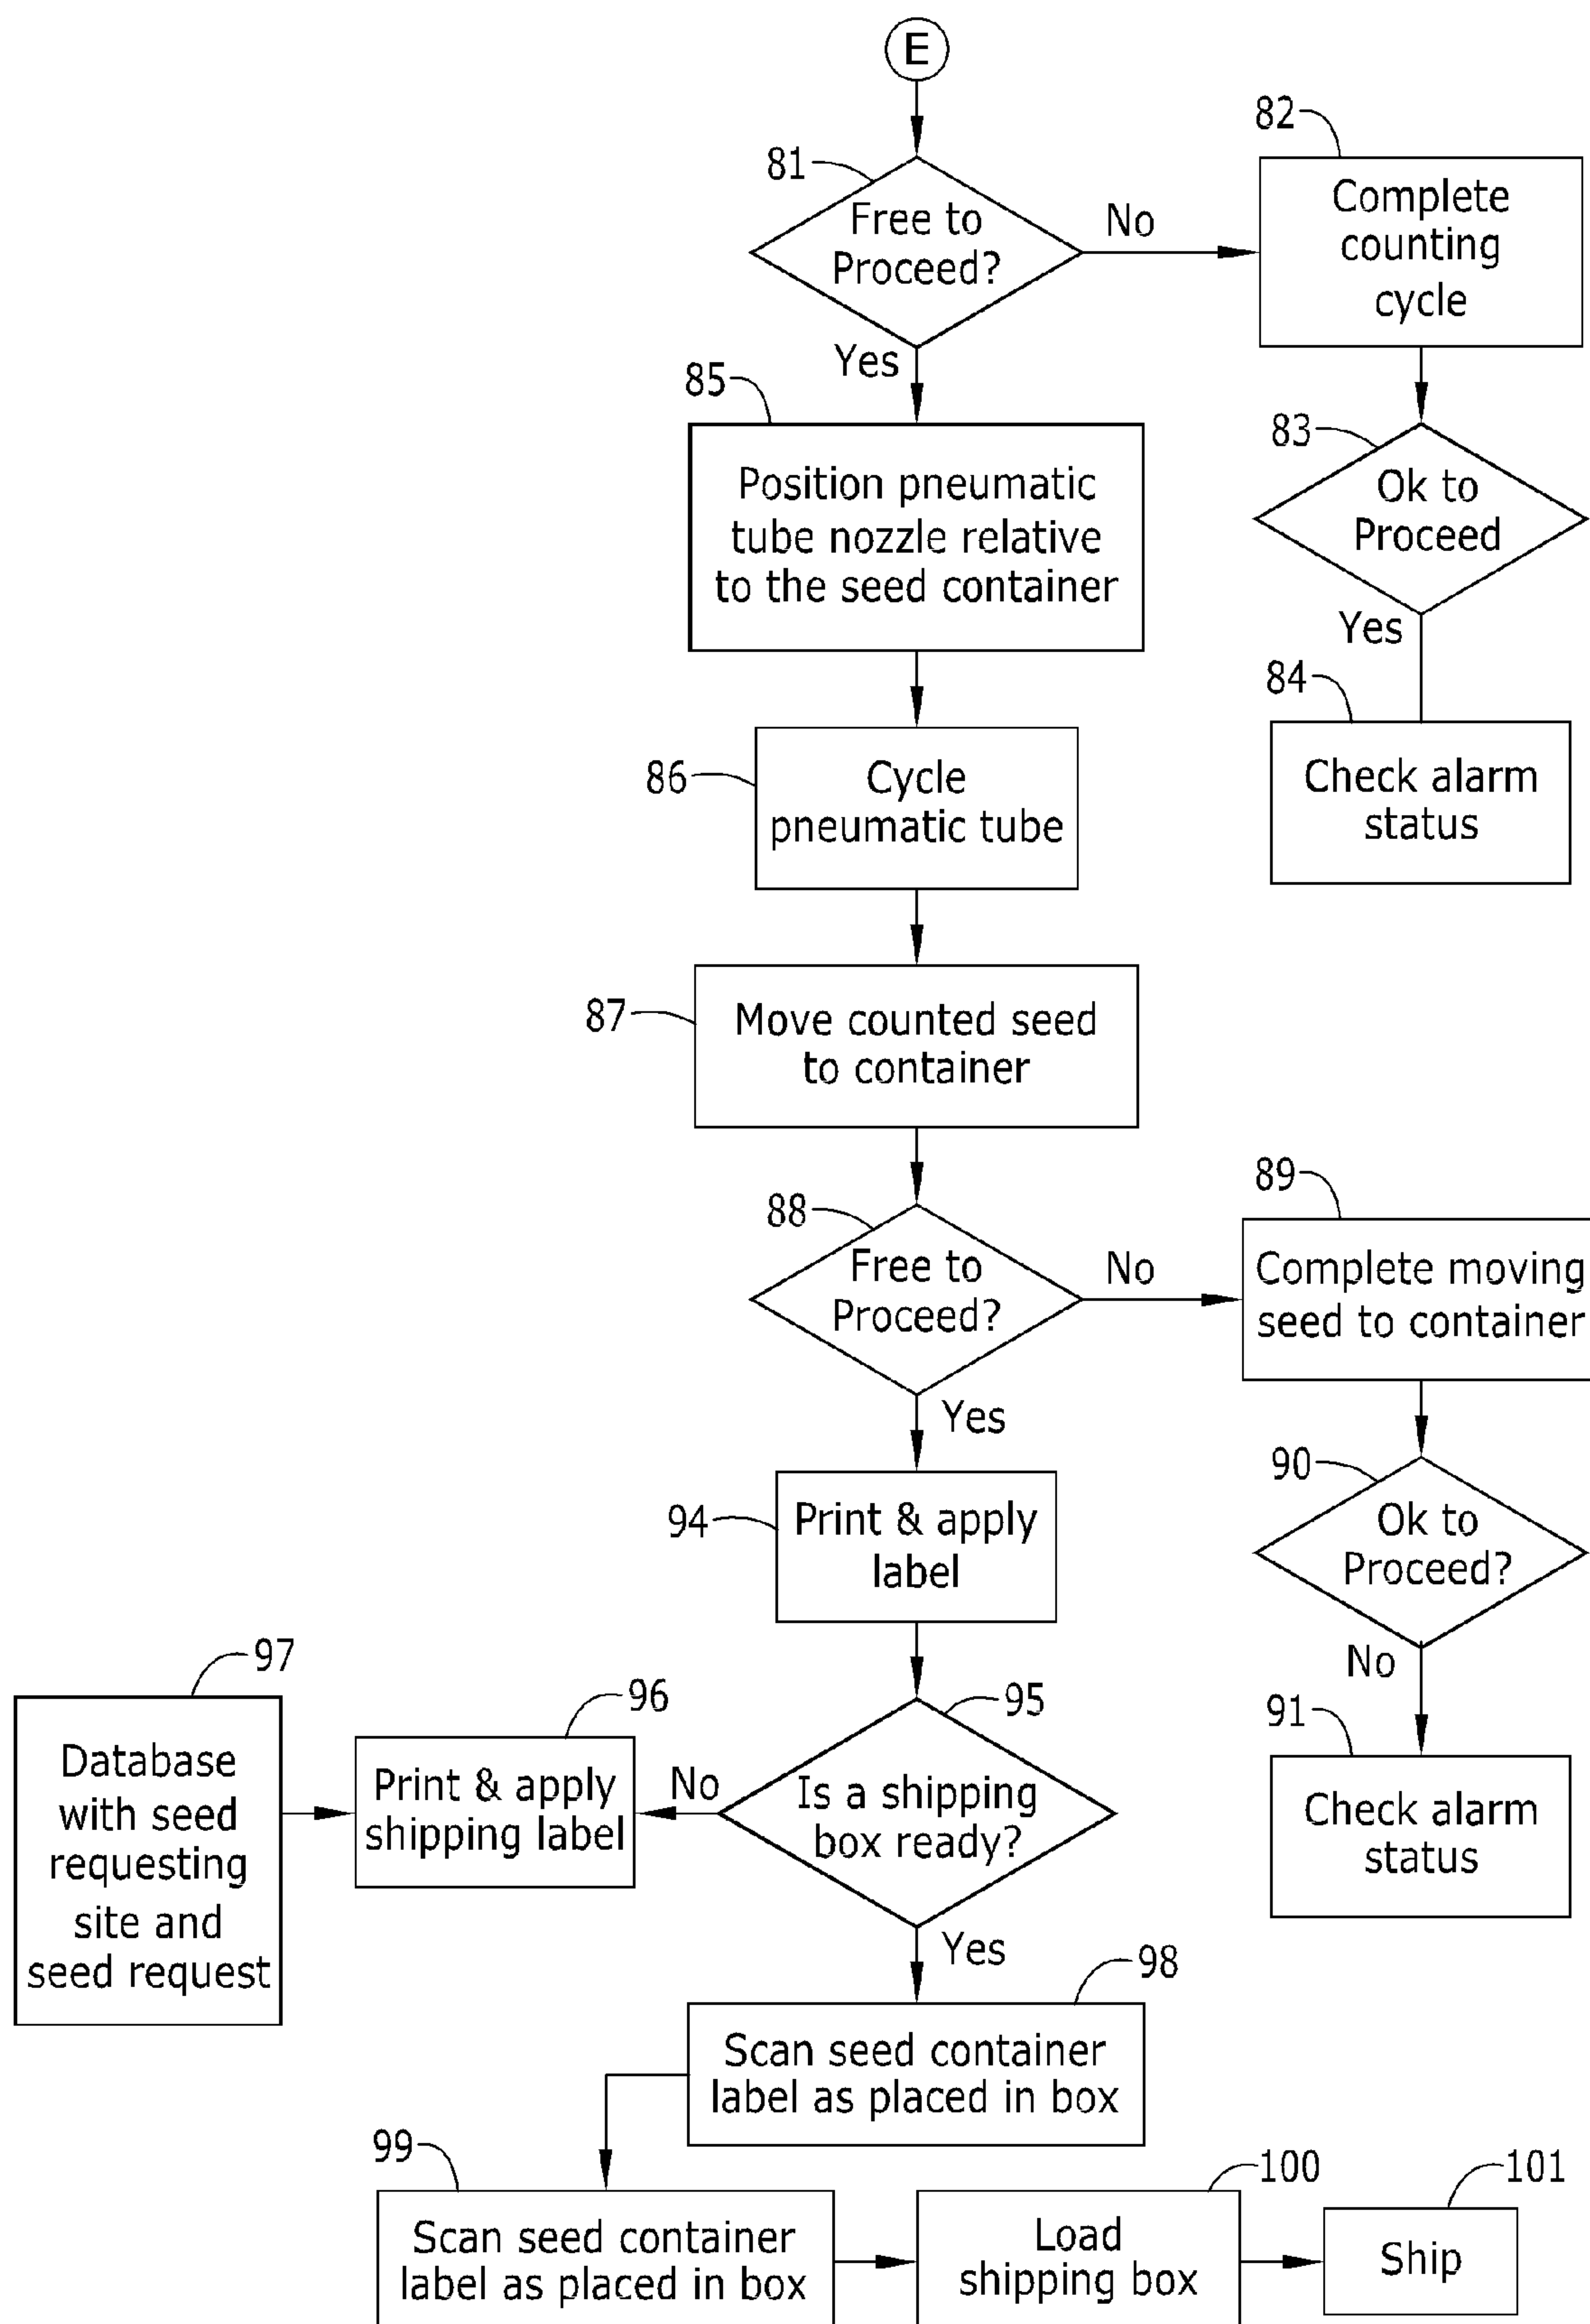 E
81
Free to
Proceed?
No
Yes
82
Complete
counting
cycle
83
Ok to
Proceed
Yes
84
Check alarm
status
85
Position pneumatic
tube nozzle relative
to the seed container
86
Cycle
pneumatic tube
87
Move counted seed
to container
88
Free to
Proceed?
No
Yes
89
Complete moving
seed to container
90
Ok to
Proceed?
No
91
Check alarm
status
94
Print & apply
label
95
Is a shipping
box ready?
No
Yes
96
Print & apply
shipping label
97
Database
with seed
requesting
site and
seed request
98
Scan seed container
label as placed in box
99
Scan seed container
label as placed in box
100
Load
shipping box
101
Ship